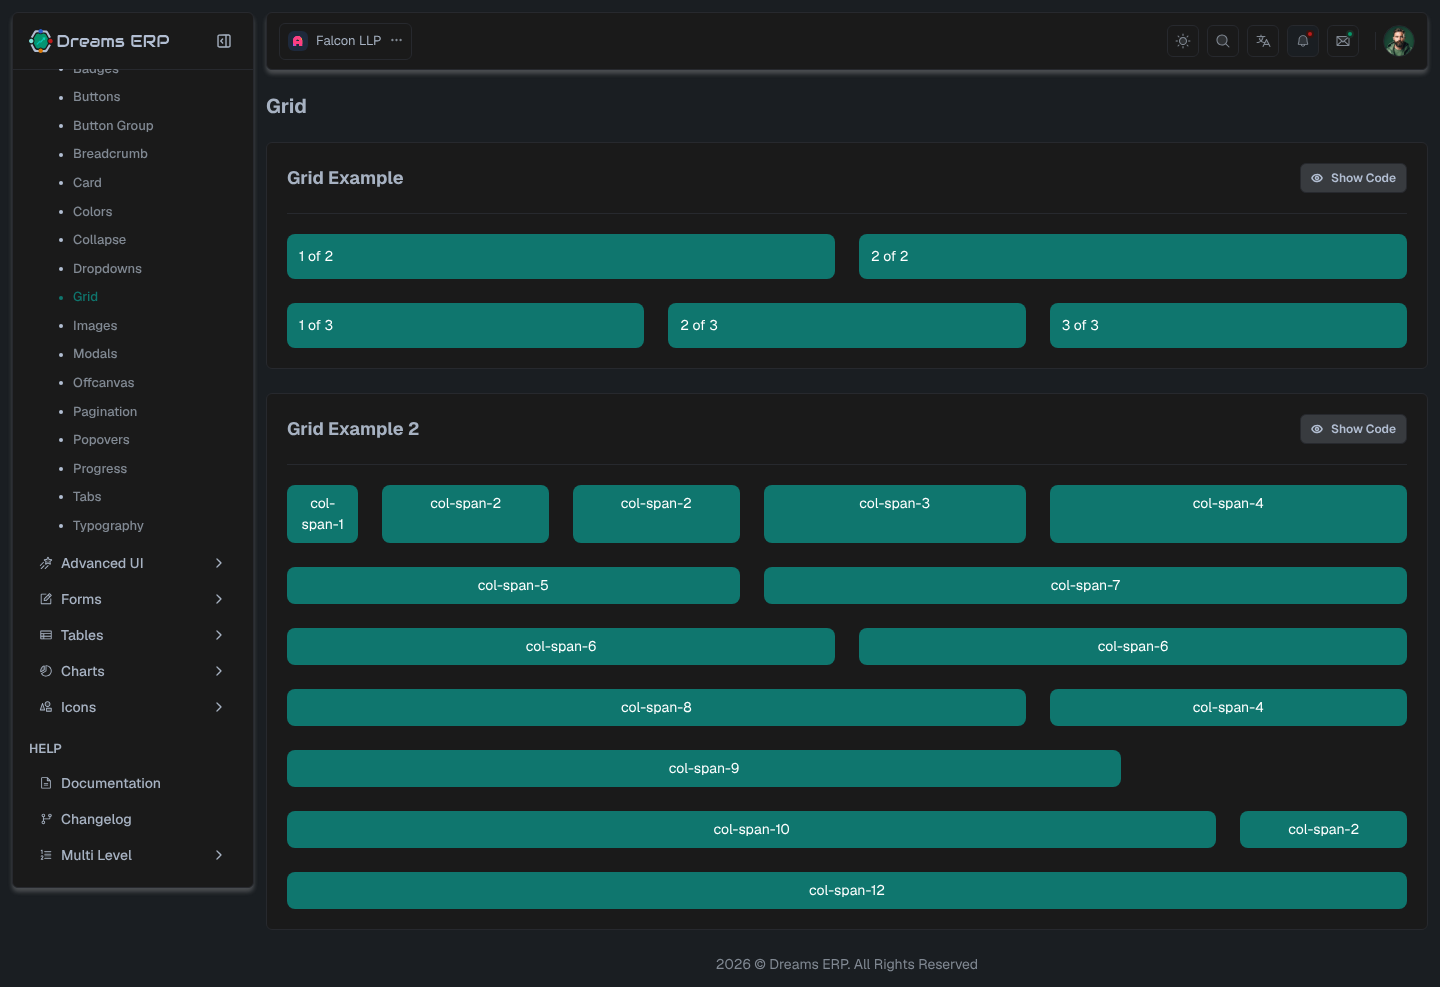 Dreams ERP
Falcon LLP
Badges
Buttons
Button Group
Breadcrumb
Card
Colors
Collapse
Dropdowns
Grid
Images
Modals
Offcanvas
Pagination
Popovers
Progress
Tabs
Typography
Advanced UI
Forms
Tables
Charts
Icons
HELP
Documentation
Changelog
Multi Level
Grid
Grid Example
Show Code
1 of 2
2 of 2
1 of 3
2 of 3
3 of 3
Grid Example 2
Show Code
col-
span-1
col-span-2
col-span-2
col-span-3
col-span-4
col-span-5
col-span-7
col-span-6
col-span-6
col-span-8
col-span-4
col-span-9
col-span-10
col-span-2
col-span-12
2026 © Dreams ERP. All Rights Reserved